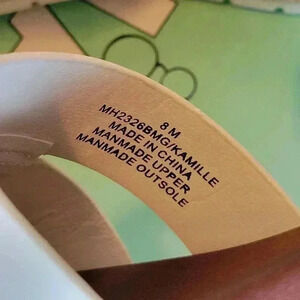 8 M
MH2326BMG/KAMILLE
MADE IN CHINA
MANMADE UPPER
MANMADE OUTSOLE